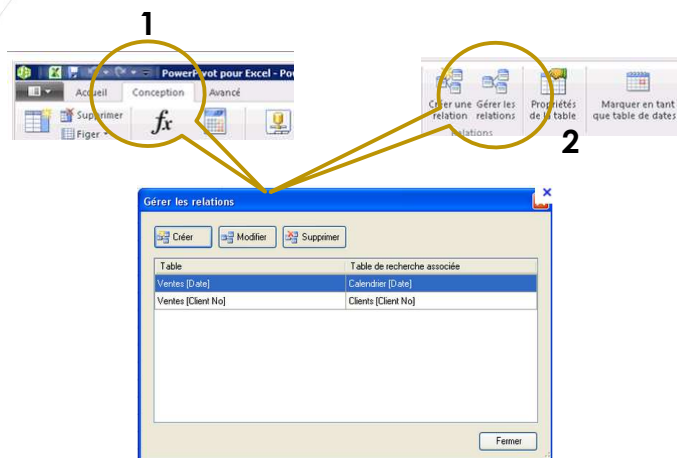 1
PowerPivot pour Excel - Po
Accueil Conception Avancé
Supprimer
Figer
fx
Créer une relation
Gérer les relations
Propriétés de la table
Marquer en tant que table de dates
Relations
2
Gérer les relations
Créer Modifier Supprimer
Table Table de recherche associée
Ventes [Date] Calendrier [Date]
Ventes [Client No] Clients [Client No]
Fermer